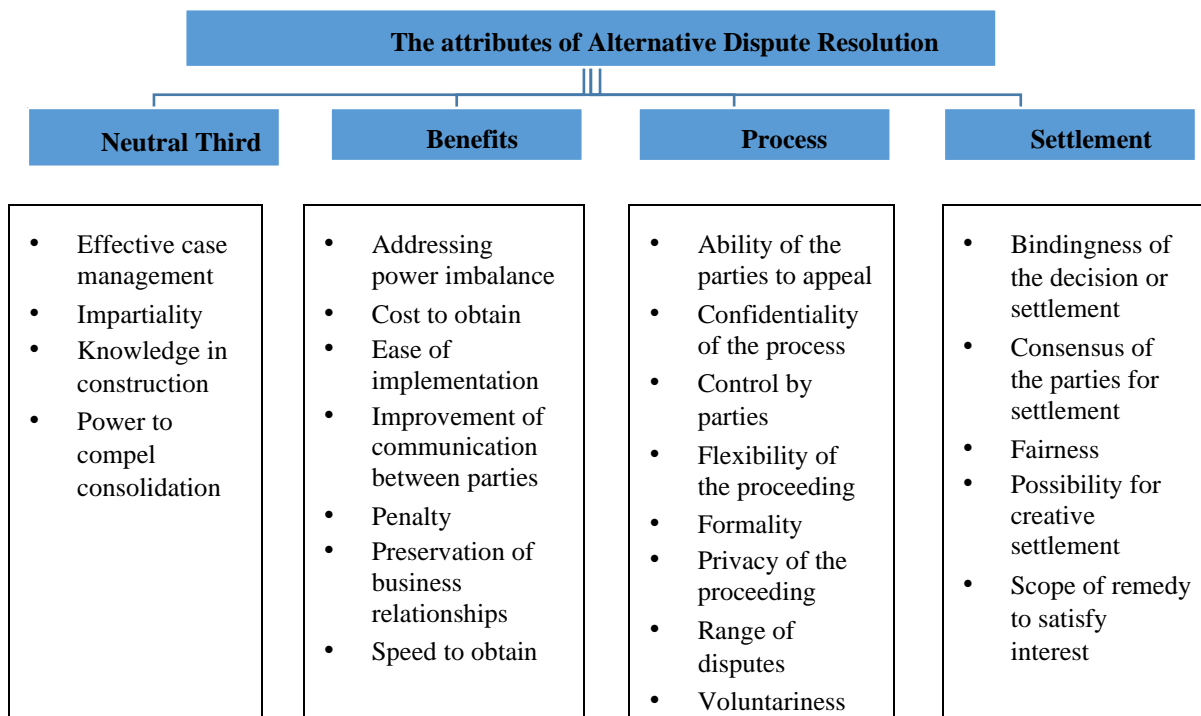 The attributes of Alternative Dispute Resolution
Neutral Third
Benefits
Process
Settlement
• Effective case
management
• Impartiality
• Knowledge in
construction
• Power to
compel
consolidation
• Addressing
power imbalance
• Cost to obtain
• Ease of
implementation
• Improvement of
communication
between parties
• Penalty
• Preservation of
business
relationships
• Speed to obtain
• Ability of the
parties to appeal
• Confidentiality
of the process
• Control by
parties
• Flexibility of
the proceeding
• Formality
• Privacy of the
proceeding
• Range of
disputes
• Voluntariness
• Bindingness of
the decision or
settlement
• Consensus of
the parties for
settlement
• Fairness
• Possibility for
creative
settlement
• Scope of remedy
to satisfy
interest